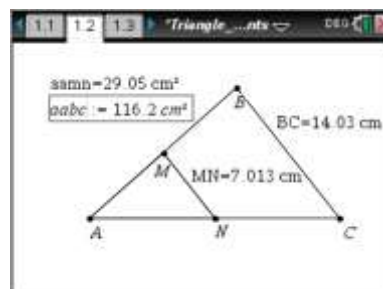 1.1 1.2 1.3 *Triangle_...nts DEG
aamn=29.05 cm²
aabc := 116.2 cm²
B
BC=14.03 cm
M
MN=7.013 cm
A N C